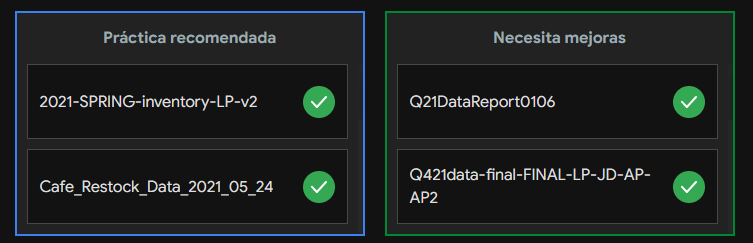 Práctica recomendada
2021-SPRING-inventory-LP-v2
Cafe_Restock_Data_2021_05_24
Necesita mejoras
Q21DataReport0106
Q421data-final-FINAL-LP-JD-AP-
AP2